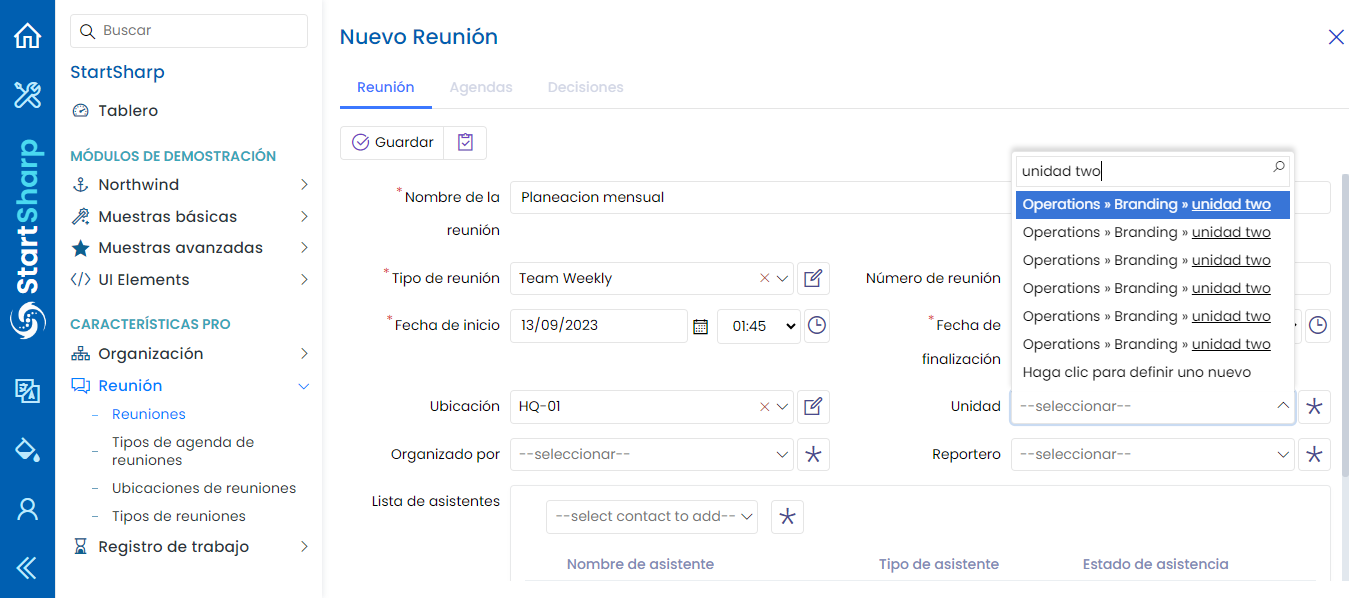 StartSharp
Buscar
StartSharp
Tablero
MÓDULOS DE DEMOSTRACIÓN
Northwind
Muestras básicas
Muestras avanzadas
UI Elements
CARACTERÍSTICAS PRO
Organización
Reunión
Reuniones
Tipos de agenda de
reuniones
Ubicaciones de reuniones
Tipos de reuniones
Registro de trabajo
Nuevo Reunión
Reunión Agendas Decisiones
Guardar
*Nombre de la
reunión
Planeacion mensual
*Tipo de reunión Team Weekly
Número de reunión
*Fecha de inicio 13/09/2023 01:45
*Fecha de
finalización
Ubicación HQ-01
Unidad --seleccionar--
unidad two
Operations » Branding » unidad two
Operations » Branding » unidad two
Operations » Branding » unidad two
Operations » Branding » unidad two
Operations » Branding » unidad two
Operations » Branding » unidad two
Haga clic para definir uno nuevo
Organizado por --seleccionar--
Reportero --seleccionar--
Lista de asistentes
--select contact to add--
Nombre de asistente Tipo de asistente Estado de asistencia